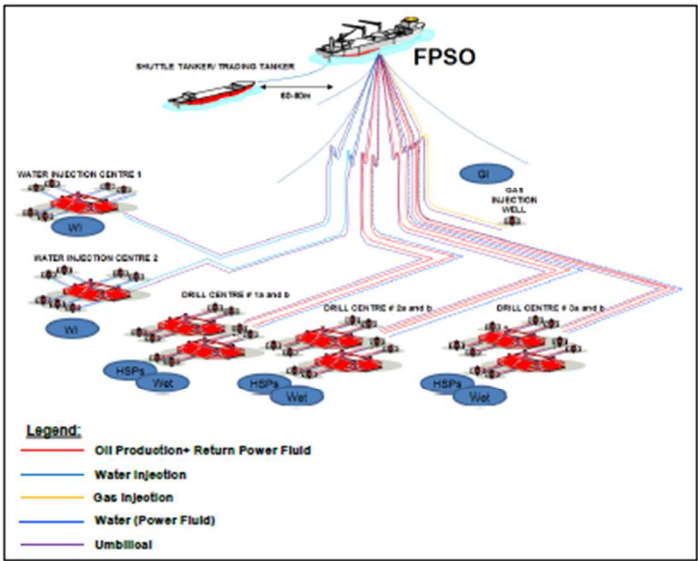 FPSO
SHUTTLE TANKER/ TRADING TANKER
60-80m
WATER INJECTION CENTRE 1
WI
GI
GAS
INJECTION
WELL
WATER INJECTION CENTRE 2
WI
DRILL CENTRE # 1a and b
DRILL CENTRE # 2a and b
DRILL CENTRE # 3a and b
HSPs
Wet
HSPs
Wet
HSPs
Wet
Legend:
Oil Production+ Return Power Fluid
Water Injection
Gas Injection
Water (Power Fluid)
Umbilical